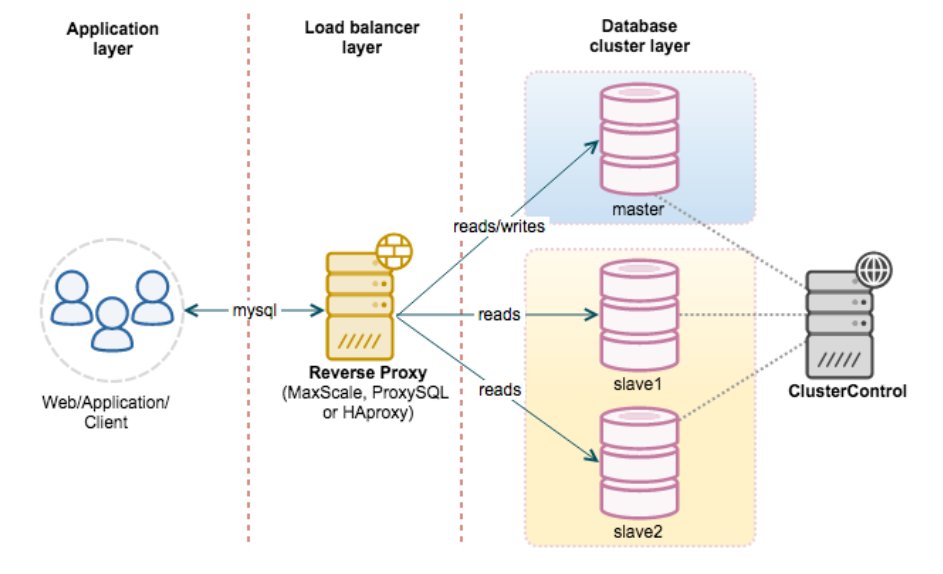 Application
layer
Load balancer
layer
Database
cluster layer
master
reads/writes
mysql
reads
slave1
Reverse Proxy
(MaxScale, ProxySQL
or HAproxy)
reads
ClusterControl
Web/Application/
Client
slave2